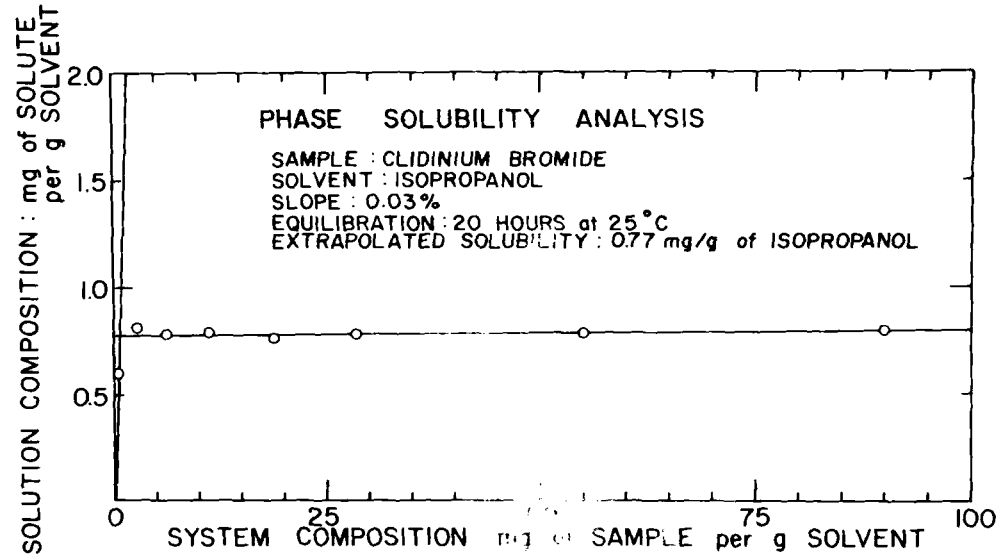 SOLUTION COMPOSITION : mg of SOLUTE
per g SOLVENT
2.0
1.5
1.0
0.5
PHASE SOLUBILITY ANALYSIS
SAMPLE : CLIDINIUM BROMIDE
SOLVENT : ISOPROPANOL
SLOPE : 0.03%
EQUILIBRATION : 20 HOURS at 25°C
EXTRAPOLATED SOLUBILITY : 0.77 mg/g of ISOPROPANOL
0 25 75 100
SYSTEM COMPOSITION mg SAMPLE per g SOLVENT